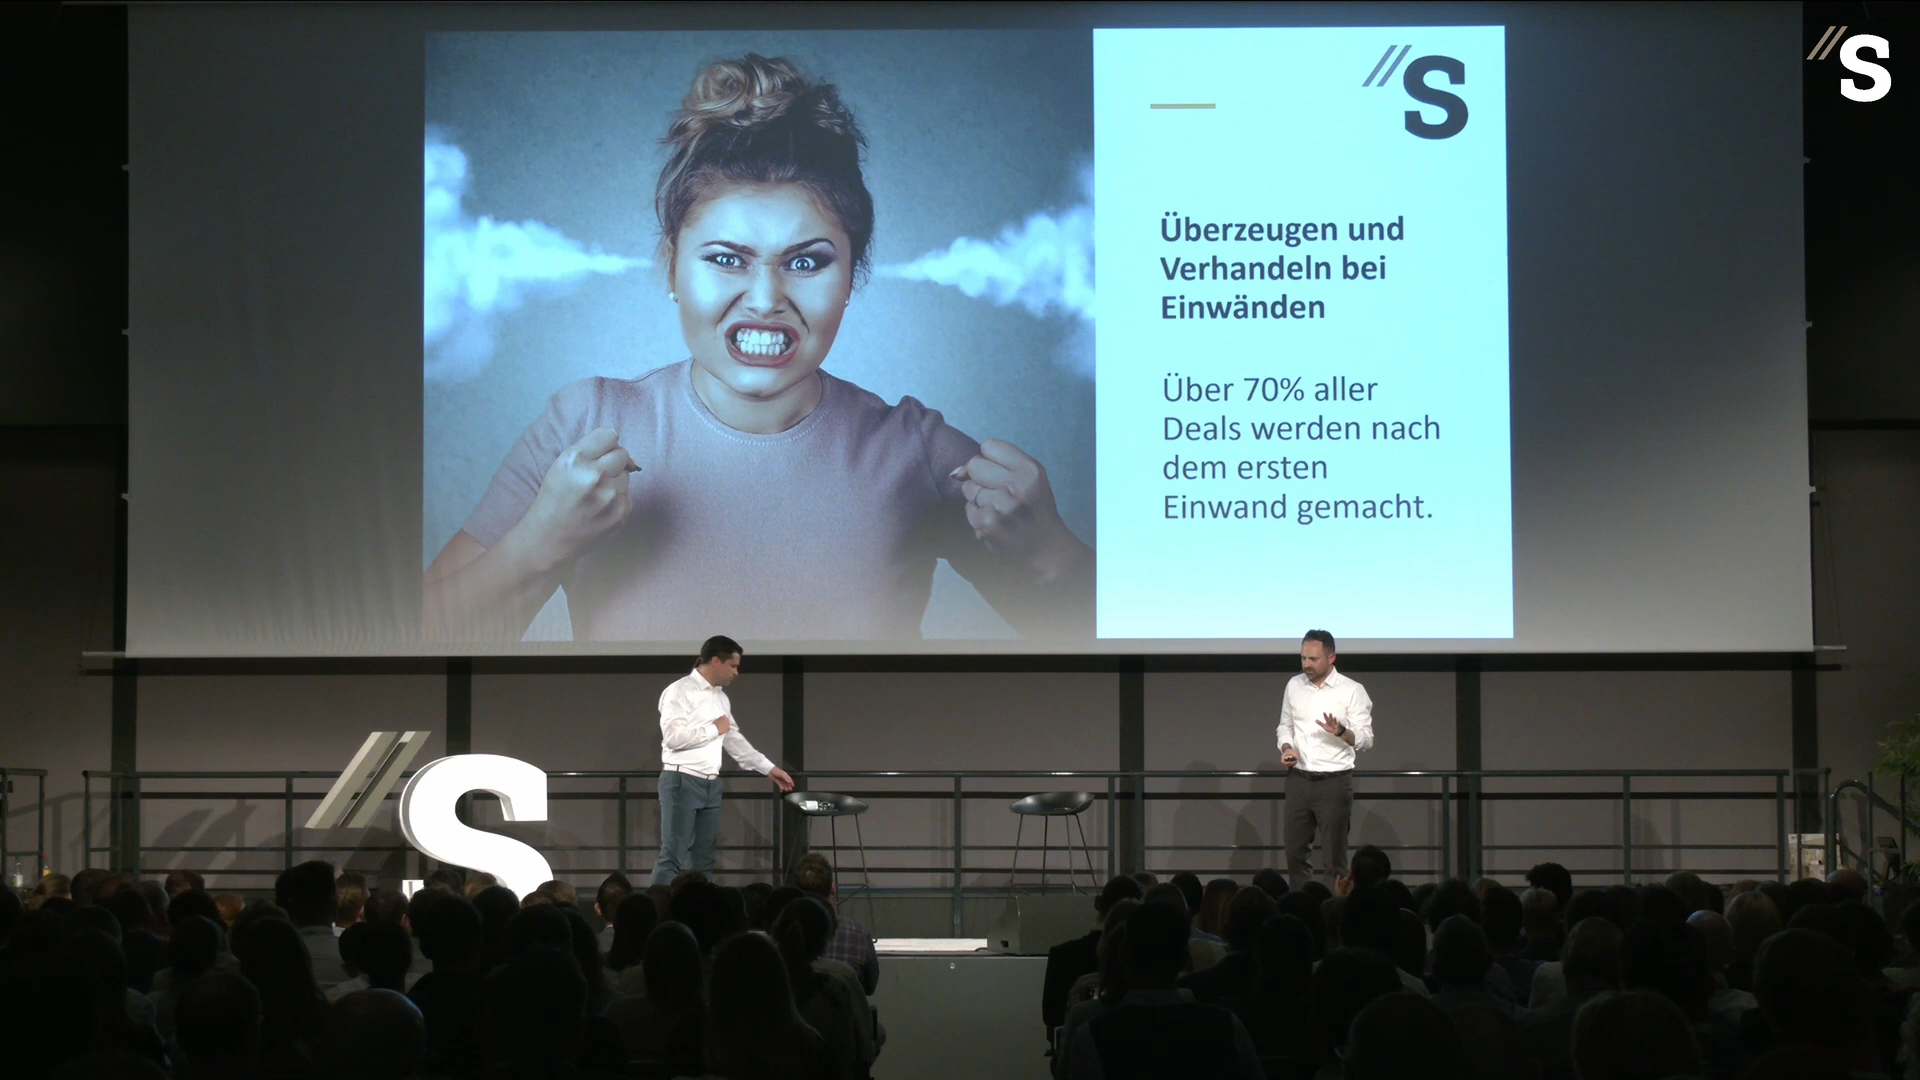 //S
//S
Überzeugen und
Verhandeln bei
Einwänden
Über 70% aller
Deals werden nach
dem ersten
Einwand gemacht.
//S